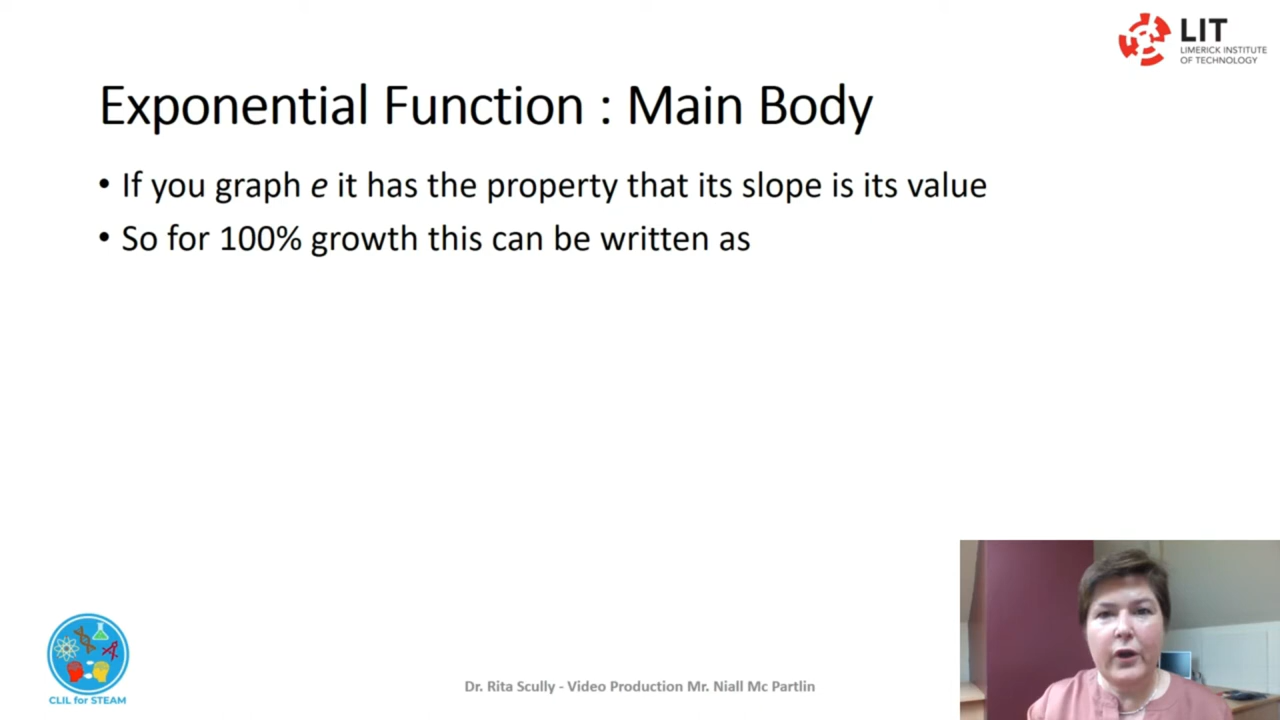 LIT
LIMERICK INSTITUTE
OF TECHNOLOGY
Exponential Function : Main Body
• If you graph e it has the property that its slope is its value
• So for 100% growth this can be written as
CLIL for STEAM
Dr. Rita Scully - Video Production Mr. Niall Mc Partlin